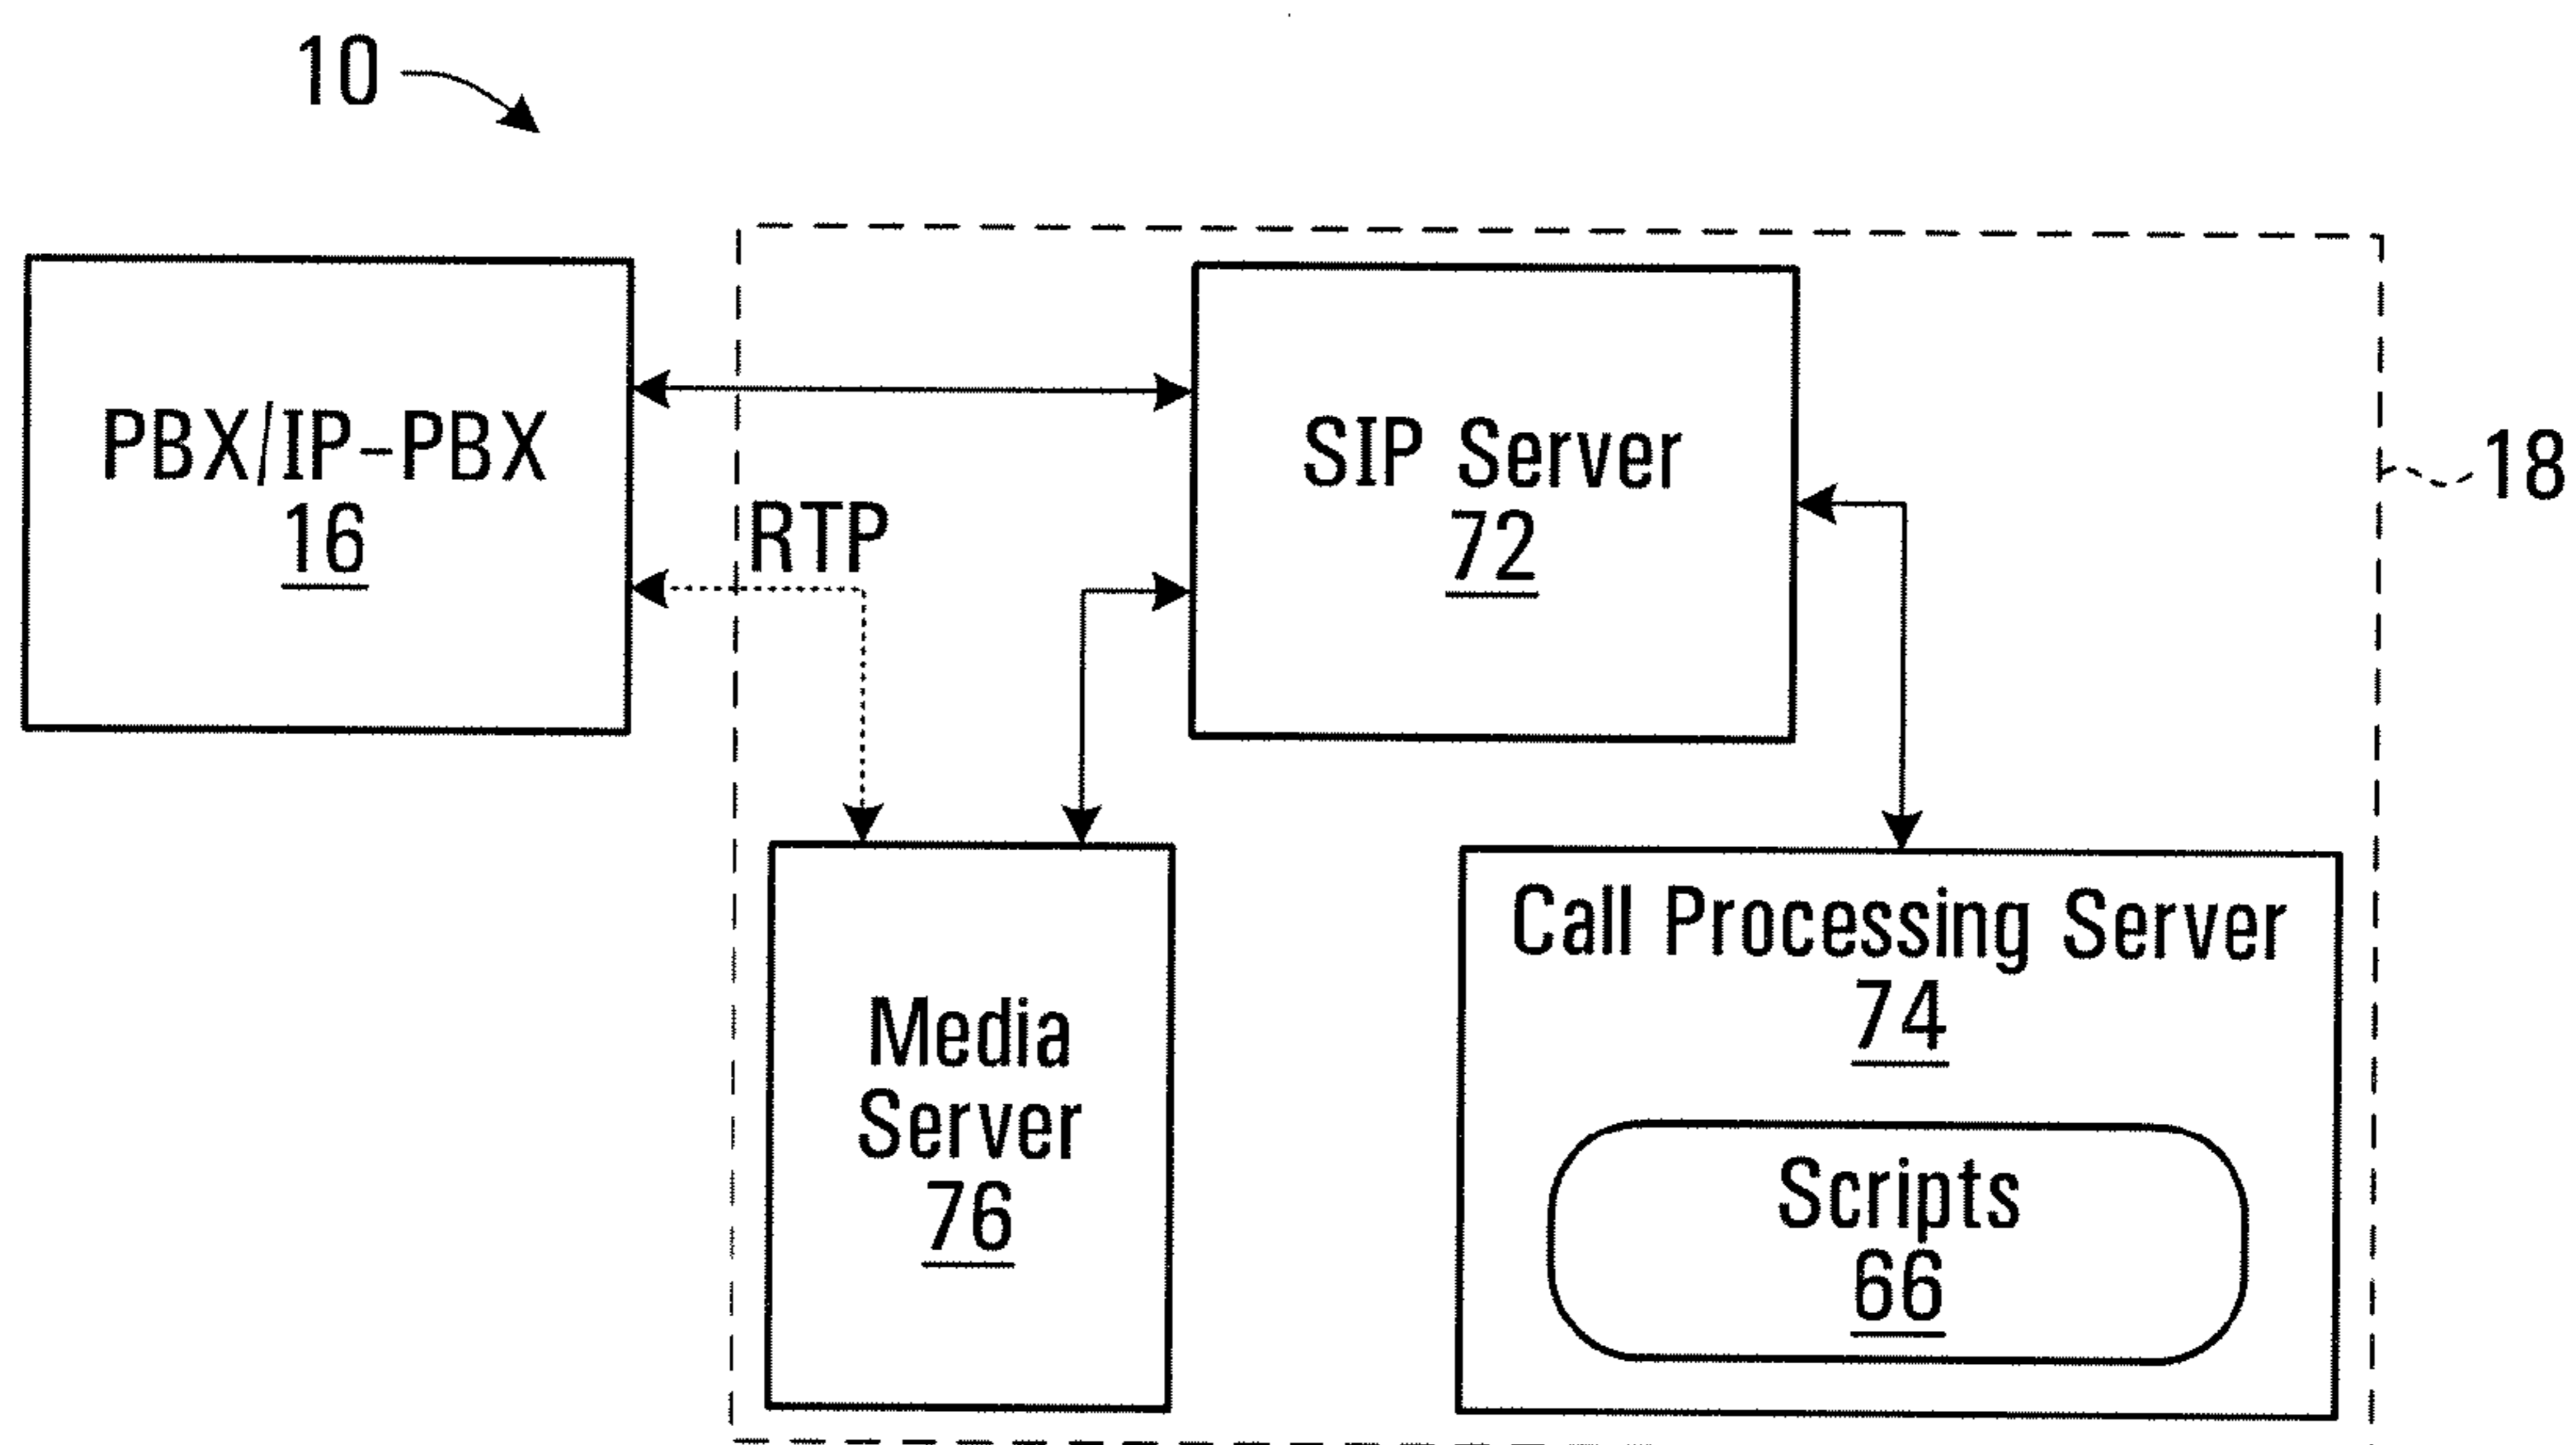 10
PBX/IP-PBX
16
RTP
SIP Server
72
18
Media
Server
76
Call Processing Server
74
Scripts
66